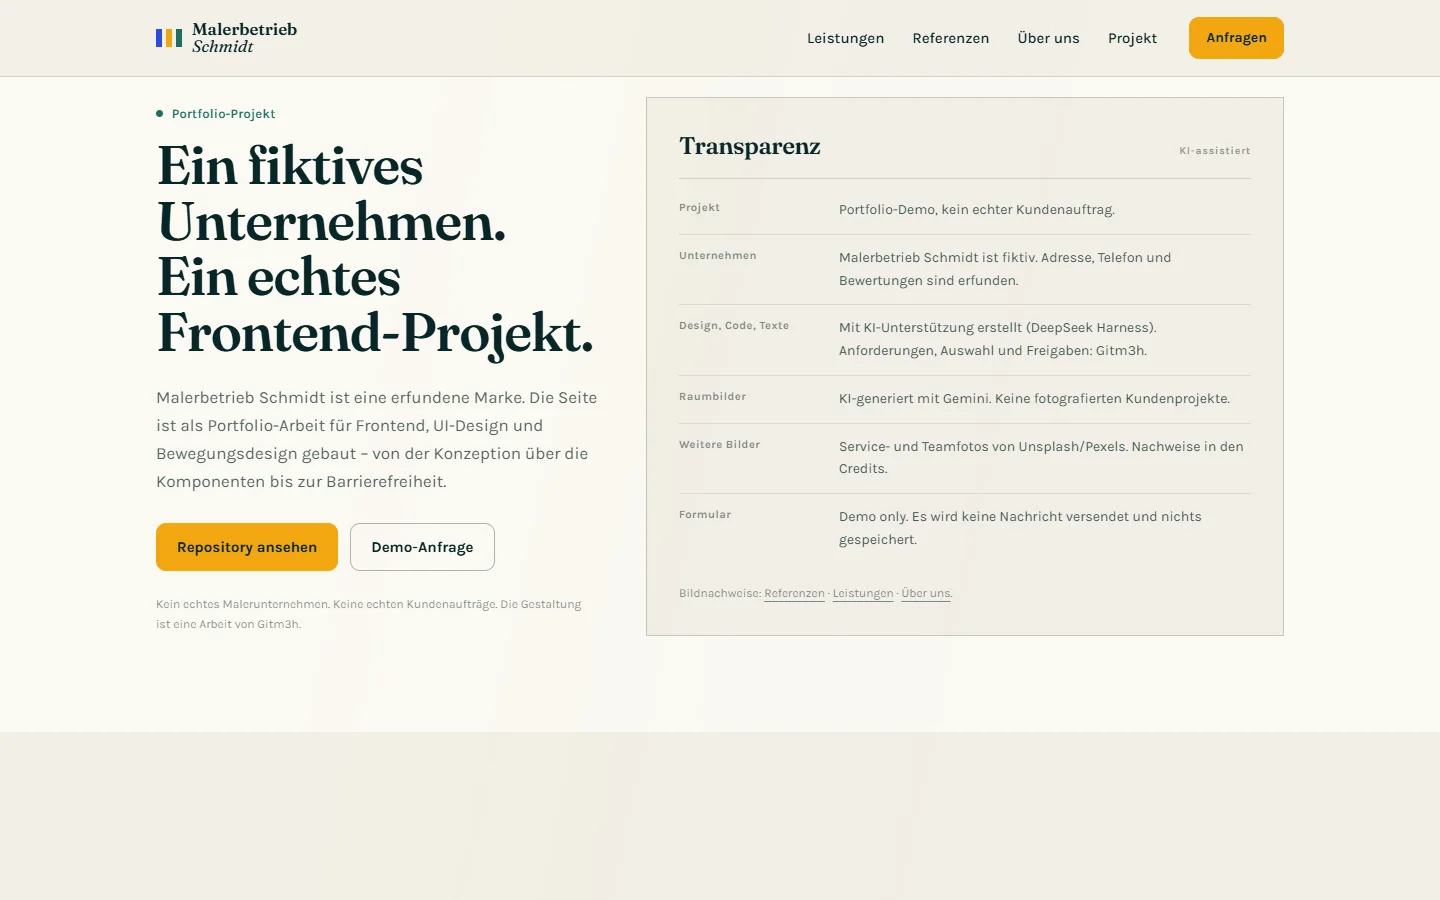 Malerbetrieb
Schmidt
Leistungen
Referenzen
Über uns
Projekt
Anfragen
Portfolio-Projekt
Ein fiktives
Unternehmen.
Ein echtes
Frontend-Projekt.
Malerbetrieb Schmidt ist eine erfundene Marke. Die Seite
ist als Portfolio-Arbeit für Frontend, UI-Design und
Bewegungsdesign gebaut – von der Konzeption über die
Komponenten bis zur Barrierefreiheit.
Repository ansehen
Demo-Anfrage
Kein echtes Malerunternehmen. Keine echten Kundenaufträge. Die Gestaltung
ist eine Arbeit von Gitm3h.
Transparenz
KI-assistiert
Projekt
Portfolio-Demo, kein echter Kundenauftrag.
Unternehmen
Malerbetrieb Schmidt ist fiktiv. Adresse, Telefon und
Bewertungen sind erfunden.
Design, Code, Texte
Mit KI-Unterstützung erstellt (DeepSeek Harness).
Anforderungen, Auswahl und Freigaben: Gitm3h.
Raumbilder
KI-generiert mit Gemini. Keine fotografierten Kundenprojekte.
Weitere Bilder
Service- und Teamfotos von Unsplash/Pexels. Nachweise in den
Credits.
Formular
Demo only. Es wird keine Nachricht versendet und nichts
gespeichert.
Bildnachweise: Referenzen · Leistungen · Über uns.